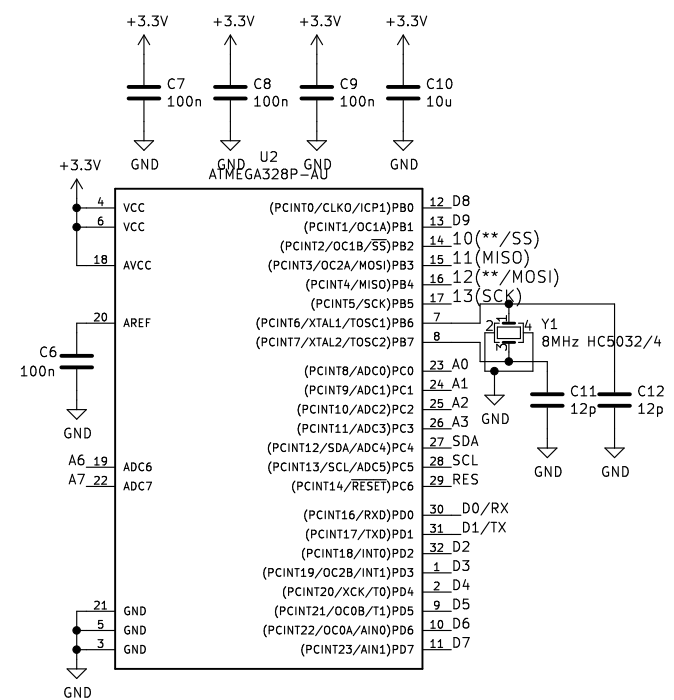 +3.3V +3.3V +3.3V +3.3V
C7 100n
C8 100n
C9 100n
C10 10u
GND GND GND GND
U2
ATMEGA328P-AU
+3.3V
4 VCC (PCINT0/CLKO/ICP1)PB0 12 D8
6 VCC (PCINT1/OC1A)PB1 13 D9
(PCINT2/OC1B/SS)PB2 14 10(**/SS)
18 AVCC (PCINT3/OC2A/MOSI)PB3 15 11(MISO)
(PCINT4/MISO)PB4 16 12(**/MOSI)
(PCINT5/SCK)PB5 17 13(SCK)
20 AREF (PCINT6/XTAL1/TOSC1)PB6 7
(PCINT7/XTAL2/TOSC2)PB7 8
1 2 3 4
Y1
8MHz HC5032/4
C6
100n
GND
(PCINT8/ADC0)PC0 23 A0
(PCINT9/ADC1)PC1 24 A1
(PCINT10/ADC2)PC2 25 A2
(PCINT11/ADC3)PC3 26 A3
(PCINT12/SDA/ADC4)PC4 27 SDA
A6 19 ADC6 (PCINT13/SCL/ADC5)PC5 28 SCL
A7 22 ADC7 (PCINT14/RESET)PC6 29 RES
GND
C11
12p
C12
12p
GND GND
(PCINT16/RXD)PD0 30 D0/RX
(PCINT17/TXD)PD1 31 D1/TX
(PCINT18/INT0)PD2 32 D2
(PCINT19/OC2B/INT1)PD3 1 D3
(PCINT20/XCK/T0)PD4 2 D4
21 GND (PCINT21/OC0B/T1)PD5 9 D5
5 GND (PCINT22/OC0A/AIN0)PD6 10 D6
3 GND (PCINT23/AIN1)PD7 11 D7
GND